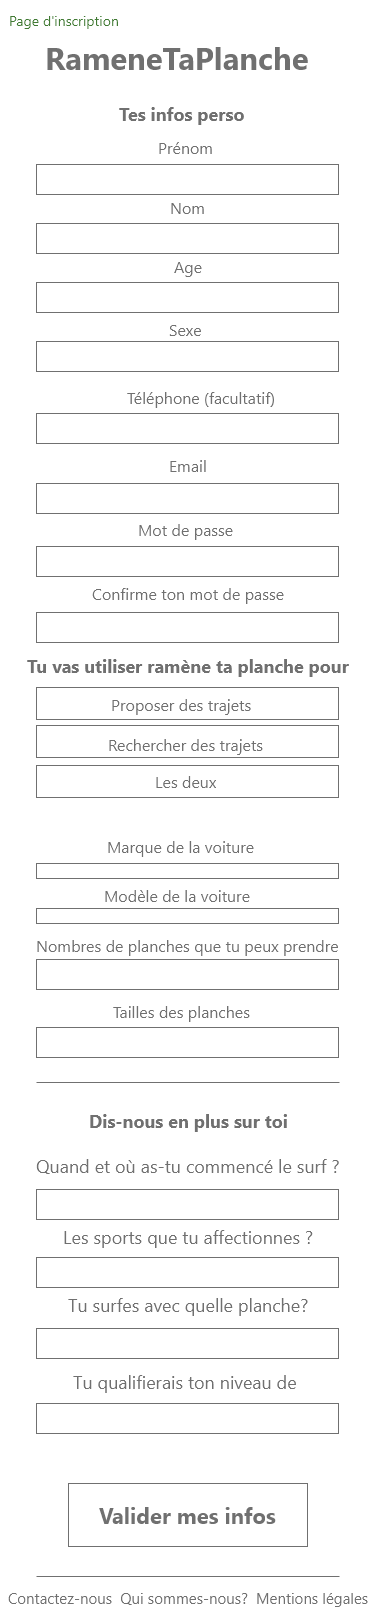 Page d'inscription
RameneTaPlanche
Tes infos perso
Prénom
Nom
Age
Sexe
Téléphone (facultatif)
Email
Mot de passe
Confirme ton mot de passe
Tu vas utiliser ramène ta planche pour
Proposer des trajets
Rechercher des trajets
Les deux
Marque de la voiture
Modèle de la voiture
Nombres de planches que tu peux prendre
Tailles des planches
Dis-nous en plus sur toi
Quand et où as-tu commencé le surf ?
Les sports que tu affectionnes ?
Tu surfes avec quelle planche?
Tu qualifierais ton niveau de
Valider mes infos
Contactez-nous Qui sommes-nous? Mentions légales